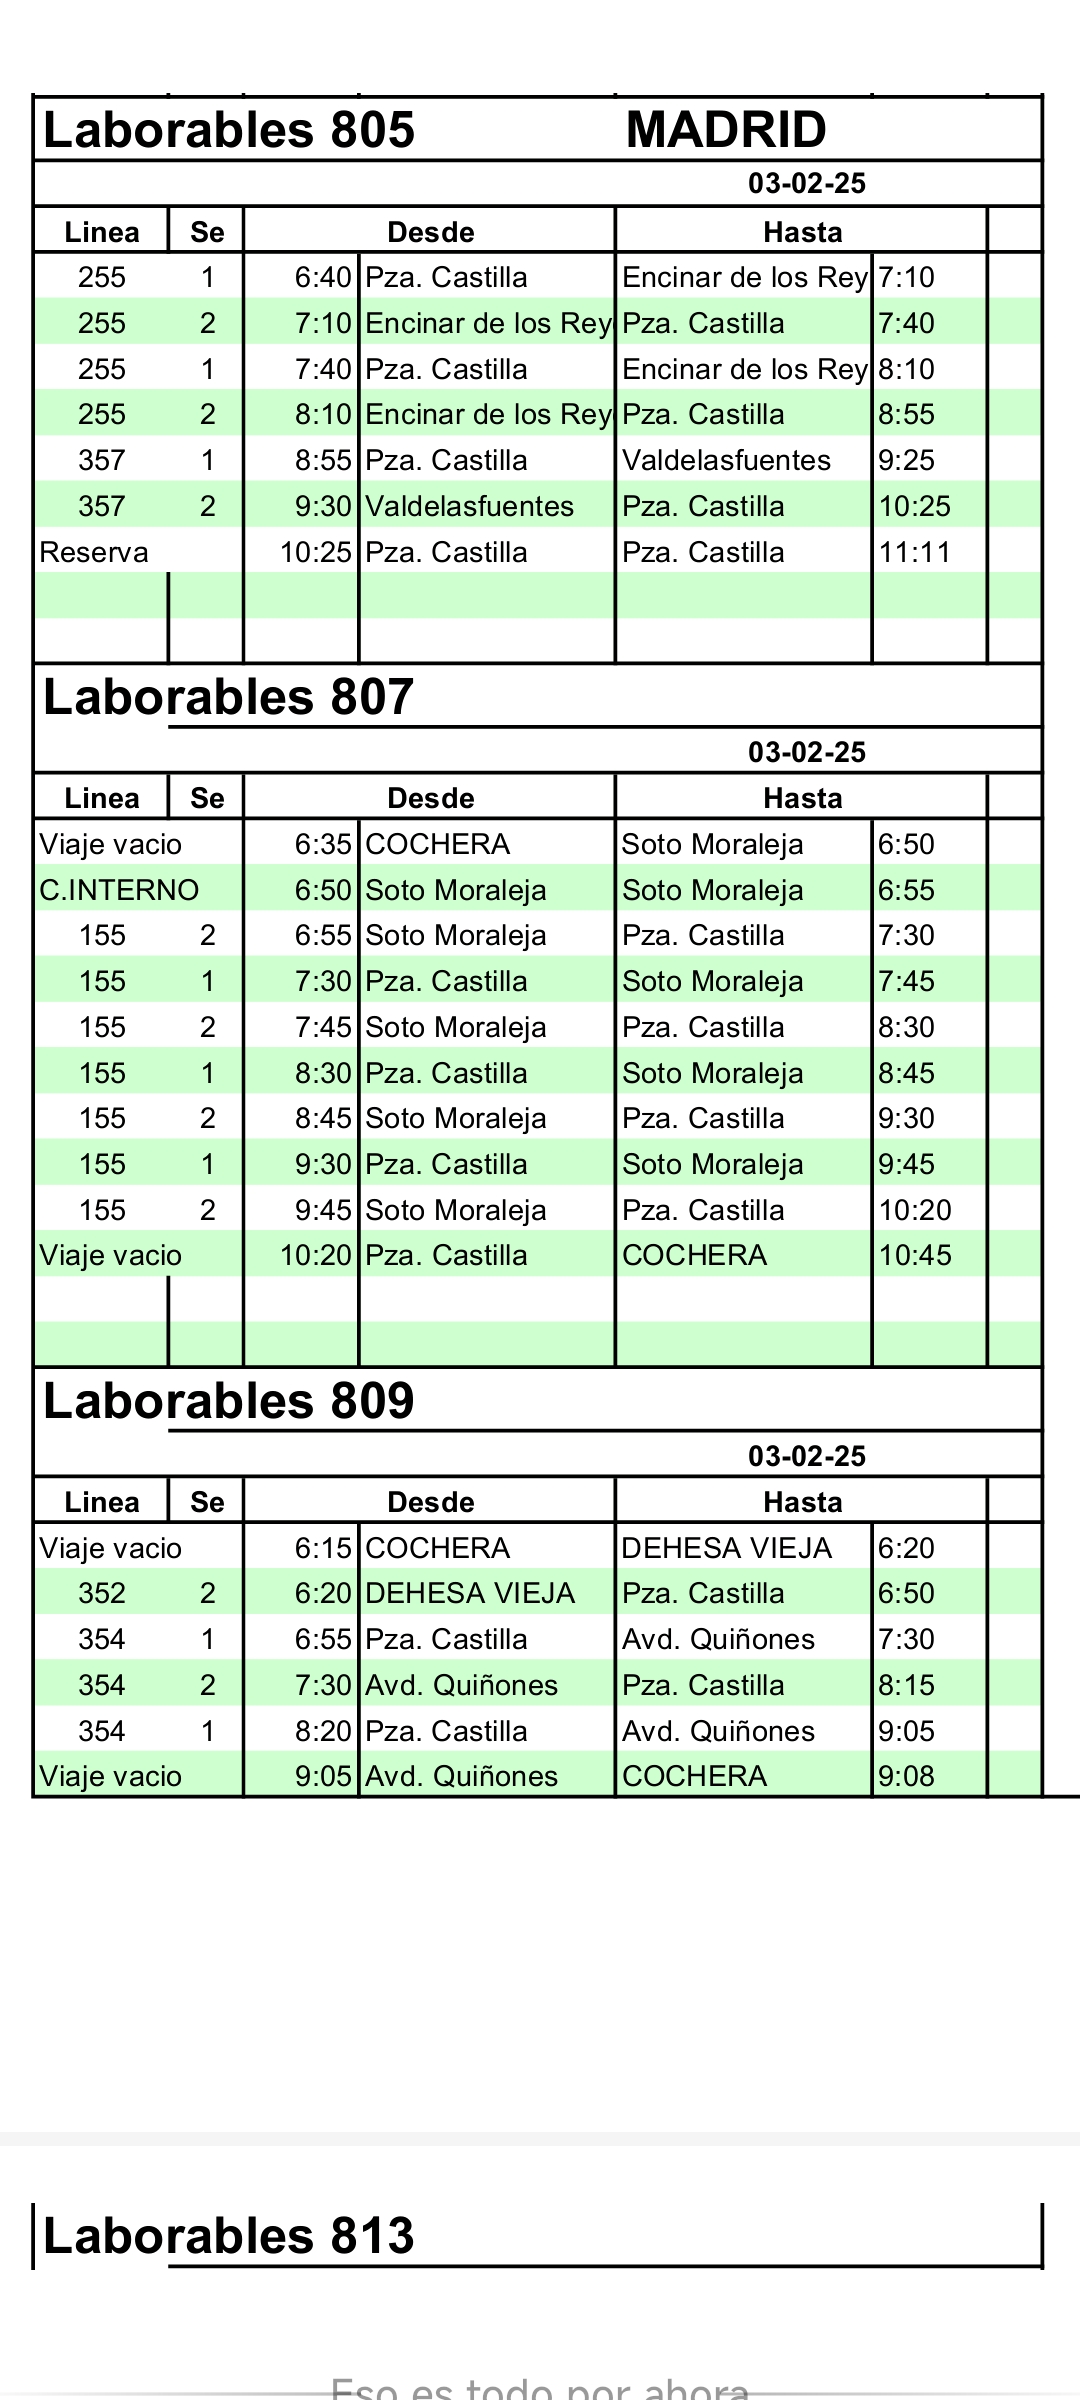 Laborables 805 MADRID
03-02-25
Linea Se Desde Hasta
255 1 6:40 Pza. Castilla Encinar de los Rey 7:10
255 2 7:10 Encinar de los Rey Pza. Castilla 7:40
255 1 7:40 Pza. Castilla Encinar de los Rey 8:10
255 2 8:10 Encinar de los Rey Pza. Castilla 8:55
357 1 8:55 Pza. Castilla Valdelasfuentes 9:25
357 2 9:30 Valdelasfuentes Pza. Castilla 10:25
Reserva 10:25 Pza. Castilla Pza. Castilla 11:11
Laborables 807
03-02-25
Linea Se Desde Hasta
Viaje vacio 6:35 COCHERA Soto Moraleja 6:50
C.INTERNO 6:50 Soto Moraleja Soto Moraleja 6:55
155 2 6:55 Soto Moraleja Pza. Castilla 7:30
155 1 7:30 Pza. Castilla Soto Moraleja 7:45
155 2 7:45 Soto Moraleja Pza. Castilla 8:30
155 1 8:30 Pza. Castilla Soto Moraleja 8:45
155 2 8:45 Soto Moraleja Pza. Castilla 9:30
155 1 9:30 Pza. Castilla Soto Moraleja 9:45
155 2 9:45 Soto Moraleja Pza. Castilla 10:20
Viaje vacio 10:20 Pza. Castilla COCHERA 10:45
Laborables 809
03-02-25
Linea Se Desde Hasta
Viaje vacio 6:15 COCHERA DEHESA VIEJA 6:20
352 2 6:20 DEHESA VIEJA Pza. Castilla 6:50
354 1 6:55 Pza. Castilla Avd. Quiñones 7:30
354 2 7:30 Avd. Quiñones Pza. Castilla 8:15
354 1 8:20 Pza. Castilla Avd. Quiñones 9:05
Viaje vacio 9:05 Avd. Quiñones COCHERA 9:08
Laborables 813
Eso es todo por ahora